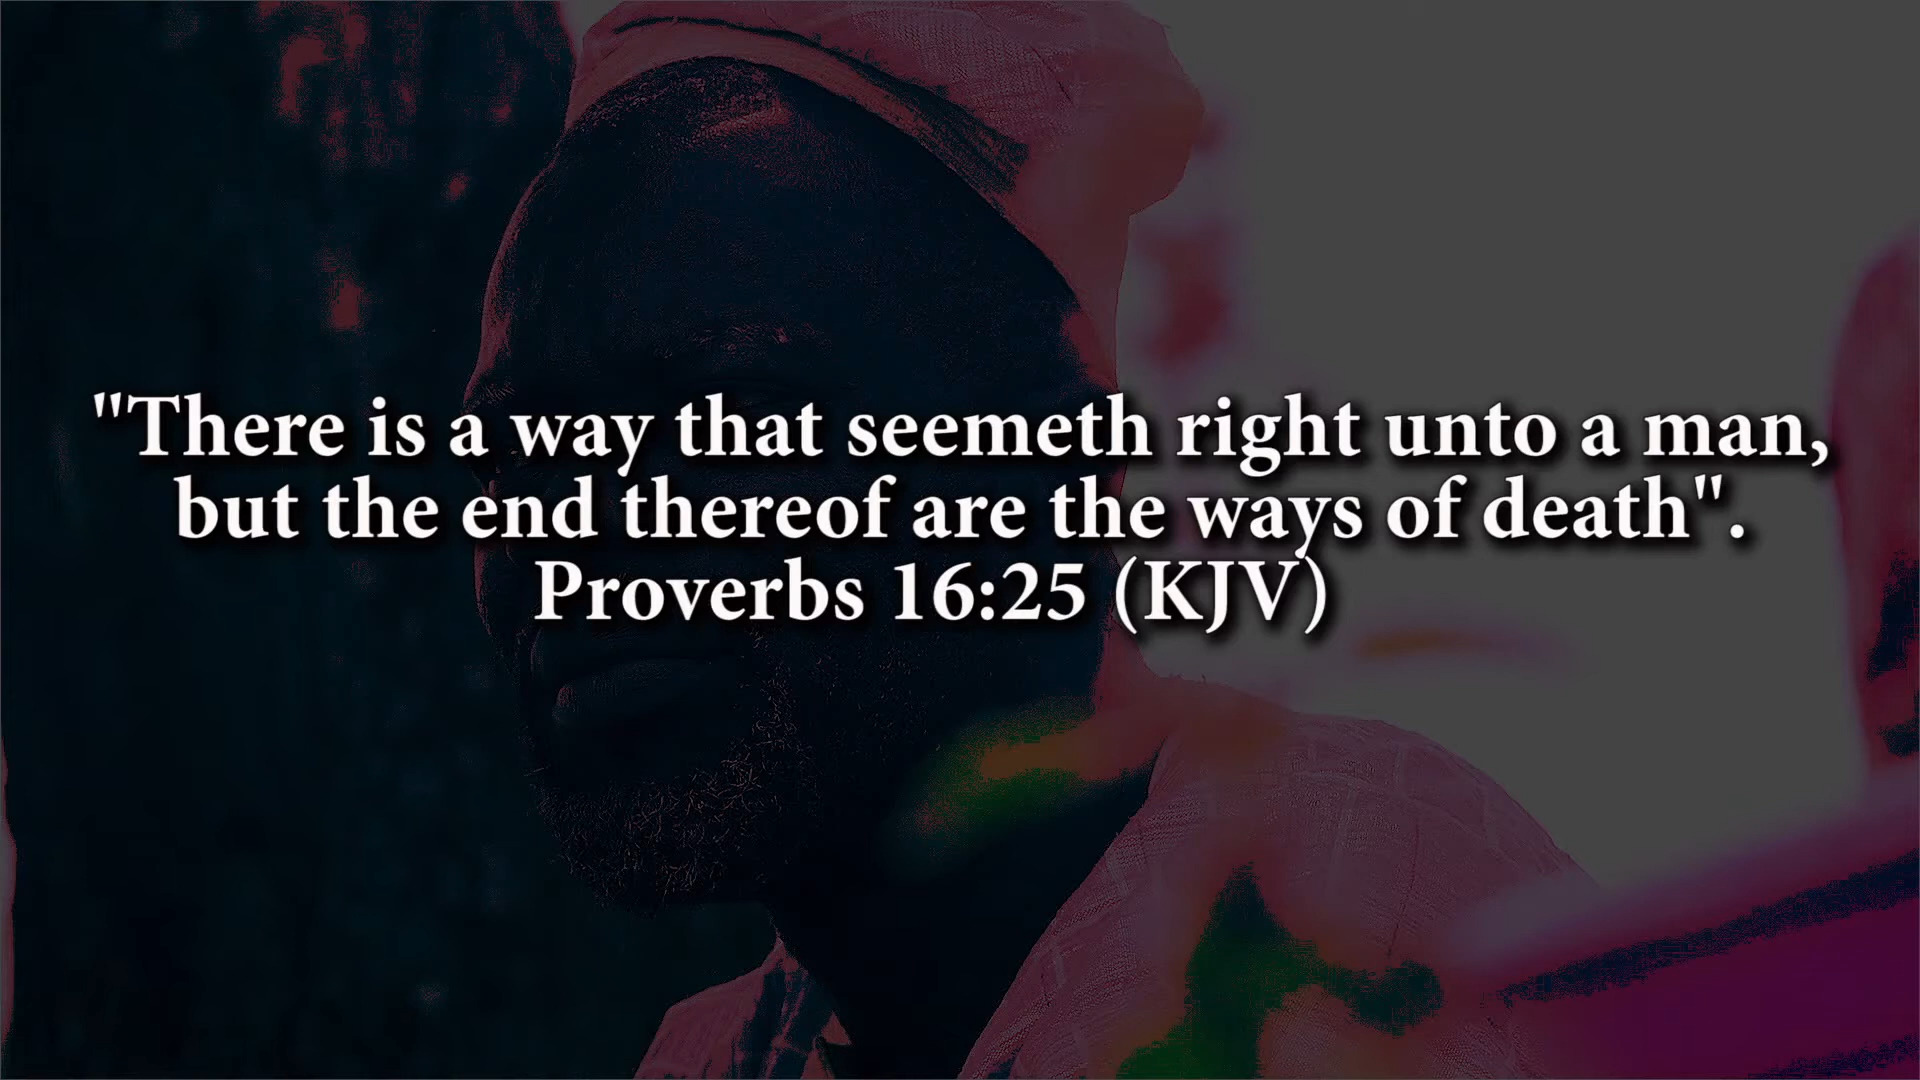 "There is a way that seemeth right unto a man,
but the end thereof are the ways of death".
Proverbs 16:25 (KJV)